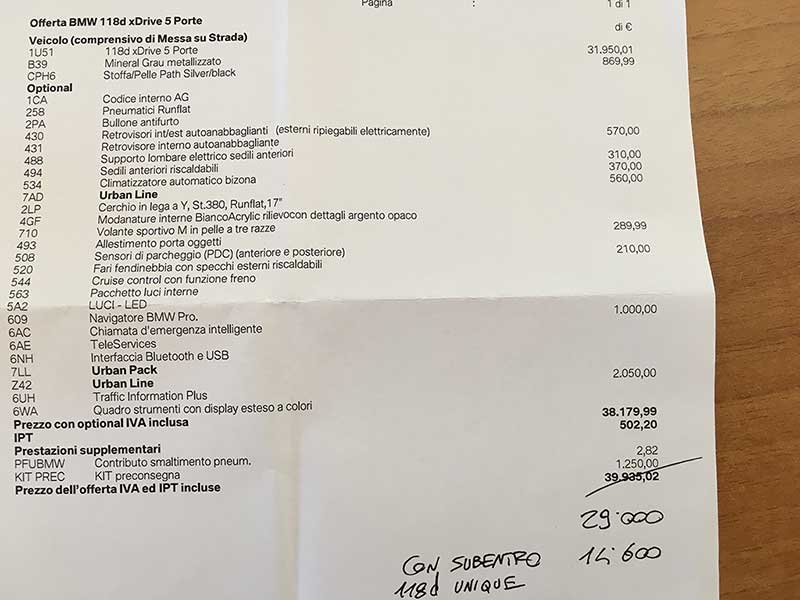 Pagina : 1 di 1
Offerta BMW 118d xDrive 5 Porte
di €
Veicolo (comprensivo di Messa su Strada)
1U51 118d xDrive 5 Porte 31.950,01
B39 Mineral Grau metallizzato 869,99
CPH6 Stoffa/Pelle Path Silver/black
Optional
1CA Codice interno AG
258 Pneumatici Runflat
2PA Bullone antifurto
430 Retrovisori int/est autoanabbaglianti (esterni ripiegabili elettricamente) 570,00
431 Retrovisore interno autoanabbagliante
488 Supporto lombare elettrico sedili anteriori 310,00
494 Sedili anteriori riscaldabili 370,00
534 Climatizzatore automatico bizona 560,00
7AD Urban Line
2LP Cerchio in lega a Y, St.380, Runflat,17"
4GF Modanature interne BiancoAcrylic rilievocon dettagli argento opaco
710 Volante sportivo M in pelle a tre razze 289,99
493 Allestimento porta oggetti
508 Sensori di parcheggio (PDC) (anteriore e posteriore) 210,00
520 Fari fendinebbia con specchi esterni riscaldabili
544 Cruise control con funzione freno
563 Pacchetto luci interne
5A2 LUCI - LED
609 Navigatore BMW Pro. 1.000,00
6AC Chiamata d'emergenza intelligente
6AE TeleServices
6NH Interfaccia Bluetooth e USB
7LL Urban Pack
Z42 Urban Line 2.050,00
6UH Traffic Information Plus
6WA Quadro strumenti con display esteso a colori
Prezzo con optional IVA inclusa 38.179,99
IPT 502,20
Prestazioni supplementari
PFUBMW Contributo smaltimento pneum. 2,82
KIT PREC KIT preconsegna 1.250,00
Prezzo dell'offerta IVA ed IPT incluse 39.935,02
29.000
CON SUBENTRO 14.600
118d UNIQUE